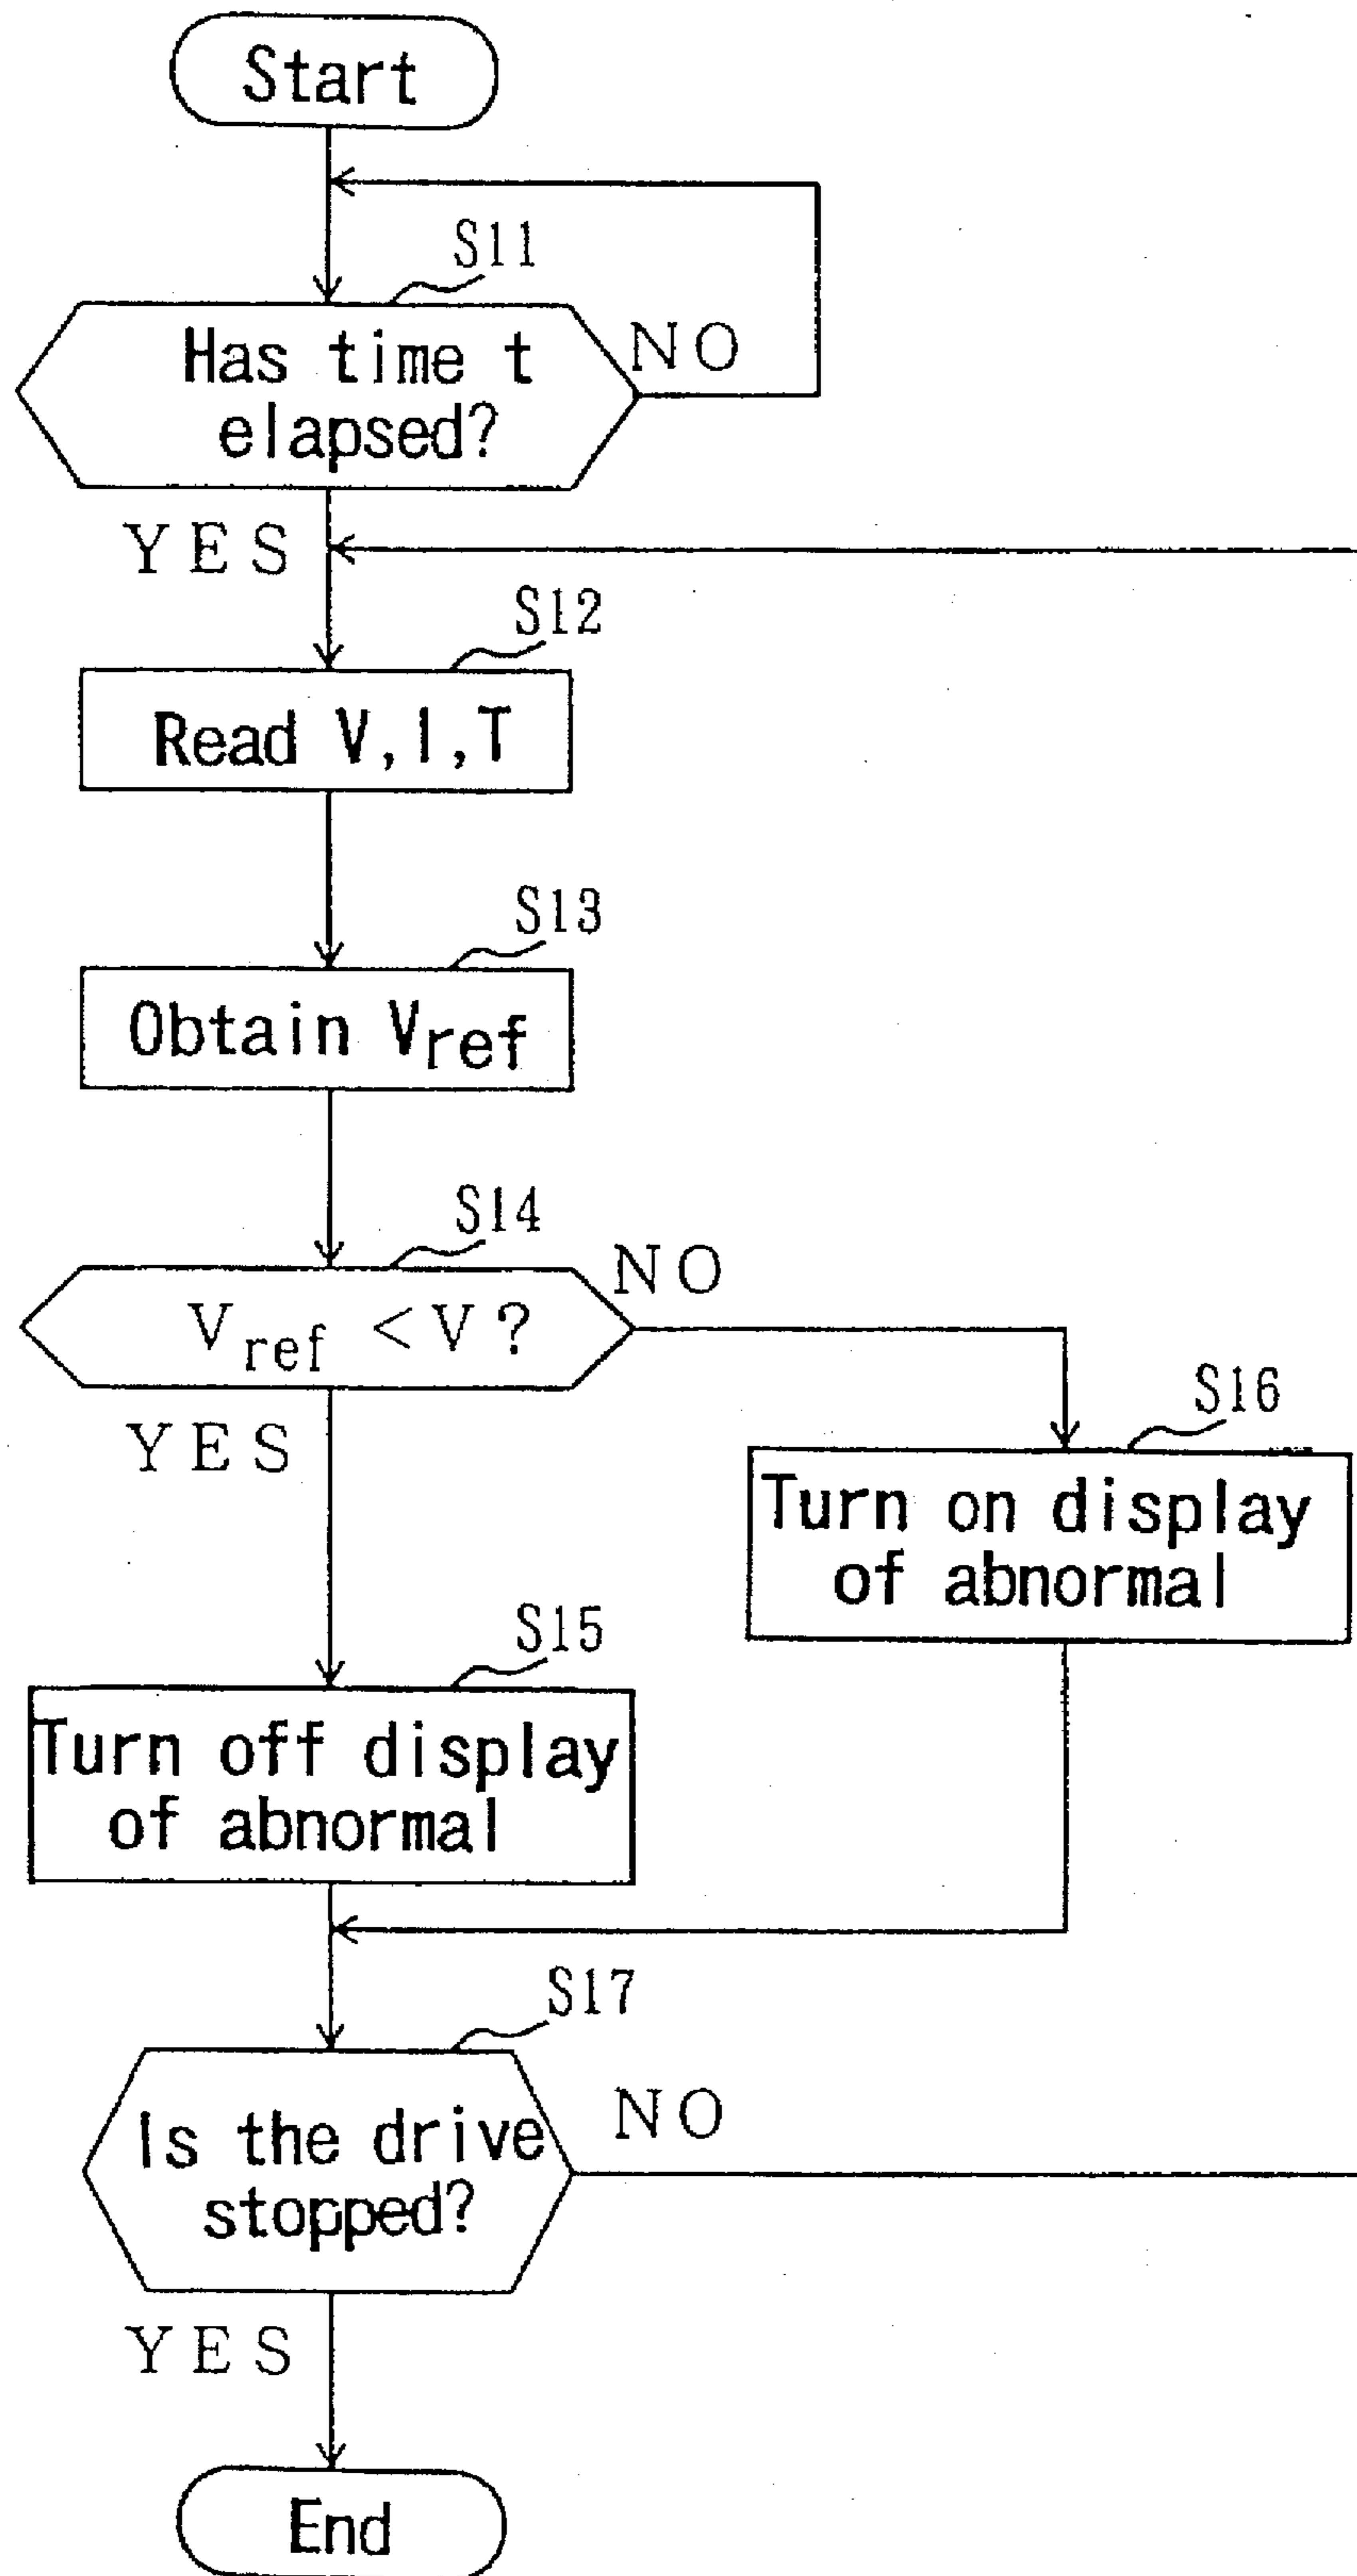 Start
S11
Has time t
elapsed?
NO
YES
S12
Read V, I, T
S13
Obtain Vref
S14
Vref < V?
NO
YES
S16
Turn on display
of abnormal
S15
Turn off display
of abnormal
S17
Is the drive
stopped?
NO
YES
End